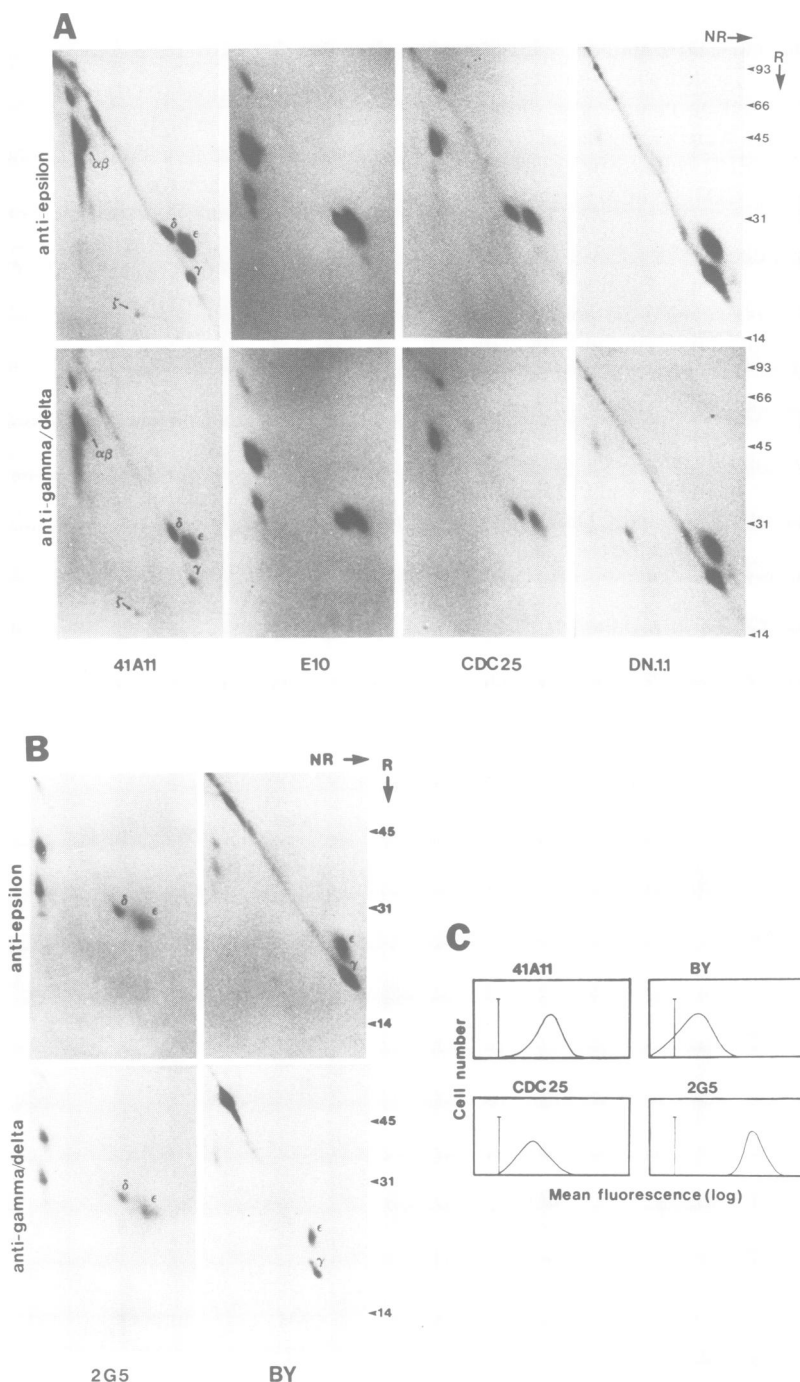 A
NR
R
anti-epsilon
αβ
δ
ε
γ
ζ
93
66
45
31
14
anti-gamma/delta
αβ
δ
ε
γ
ζ
93
66
45
31
14
41A11 E10 CDC25 DN.1.1
B
NR
R
anti-epsilon
δ
ε
ε
γ
45
31
14
anti-gamma/delta
δ
ε
ε
γ
45
31
14
2G5 BY
C
41A11 BY
CDC25 2G5
Cell number
Mean fluorescence (log)